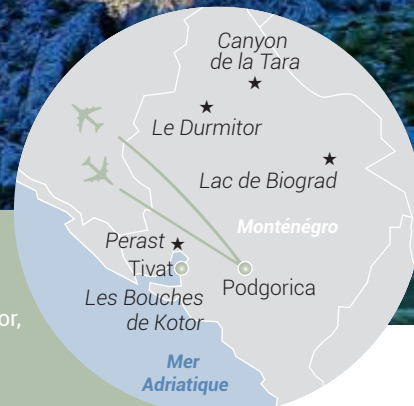 Canyon
de la Tara
Le Durmitor
Lac de Biograd
Monténégro
Perast
Tivat
Podgorica
Les Bouches
de Kotor
or,
Mer
Adriatique